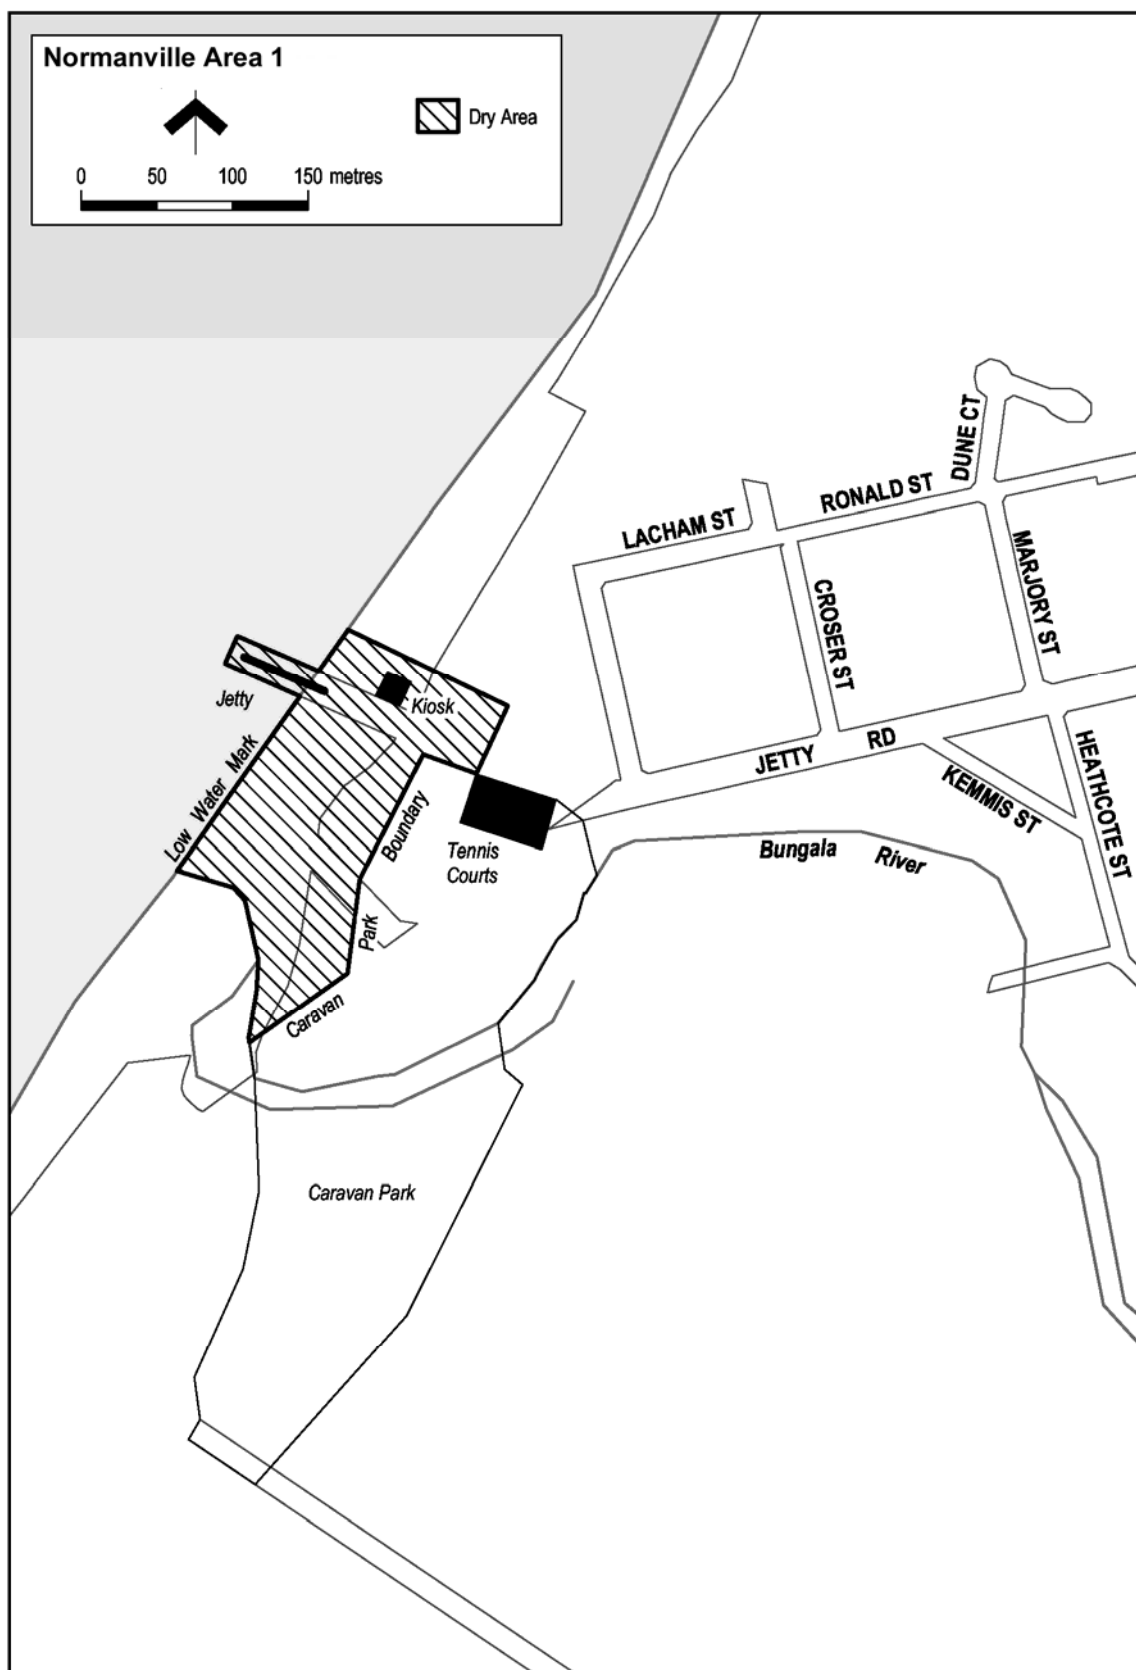 Normanville Area 1
Dry Area
0 50 100 150 metres
DUNE CT
RONALD ST
LACHAM ST
MARJORY ST
CROSER ST
Jetty
Kiosk
Low Water Mark
JETTY RD
HEATHCOTE ST
KEMMIS ST
Boundary
Tennis
Courts
Bungala River
Park
Caravan
Caravan Park